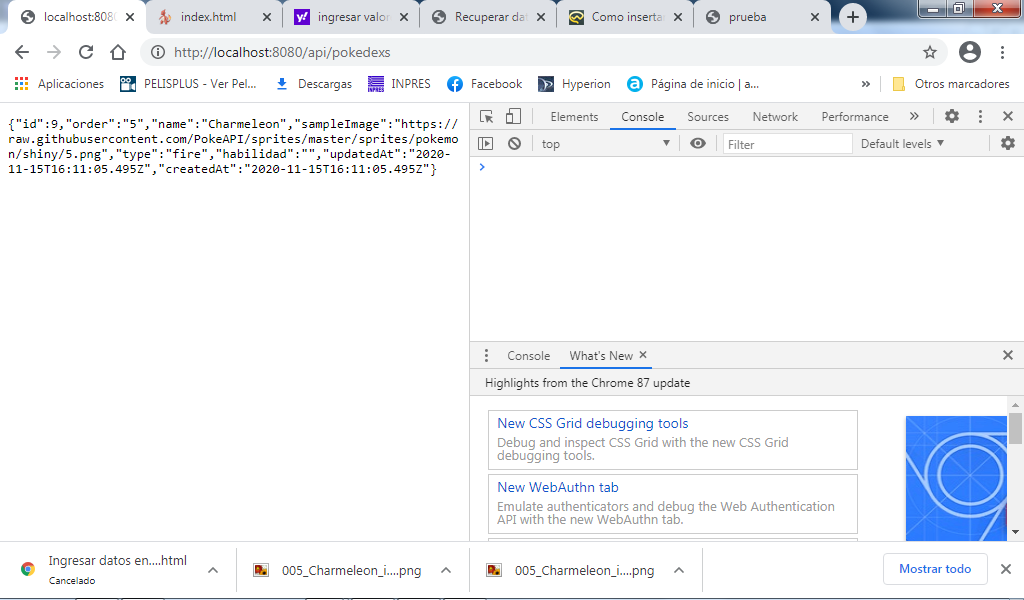 localhost:808
index.html
ingresar valor
Recuperar dat
Como inserta
prueba
http://localhost:8080/api/pokedexs
Aplicaciones
PELISPLUS - Ver Pel...
Descargas
INPRES
Facebook
Hyperion
Página de inicio | a...
»
Otros marcadores
{"id":9,"order":"5","name":"Charmeleon","sampleImage":"https://
raw.githubusercontent.com/PokeAPI/sprites/master/sprites/pokem
on/shiny/5.png","type":"fire","habilidad":"","updatedAt":"2020-
11-15T16:11:05.495Z","createdAt":"2020-11-15T16:11:05.495Z"}
Elements
Console
Sources
Network
Performance
»
top
Filter
Default levels
Console
What's New
Highlights from the Chrome 87 update
New CSS Grid debugging tools
Debug and inspect CSS Grid with the new CSS Grid
debugging tools.
New WebAuthn tab
Emulate authenticators and debug the Web Authentication
API with the new WebAuthn tab.
Ingresar datos en....html
Cancelado
005_Charmeleon_i....png
005_Charmeleon_i....png
Mostrar todo